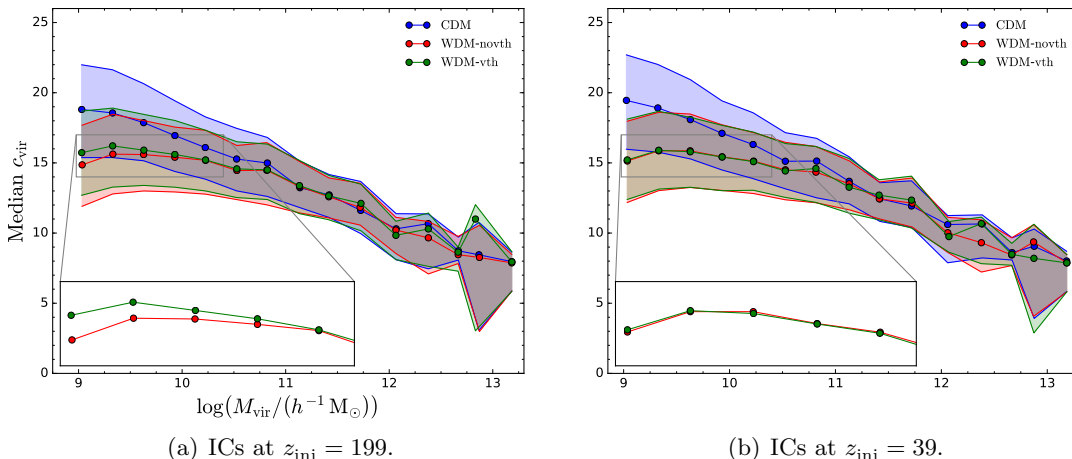 25
20
15
10
5
0
Median c_vir
CDM
WDM-novth
WDM-vth
9 10 11 12 13
log(M_vir/(h^−1 M_⊙))
25
20
15
10
5
0
CDM
WDM-novth
WDM-vth
9 10 11 12 13
(a) ICs at z_ini = 199.
(b) ICs at z_ini = 39.